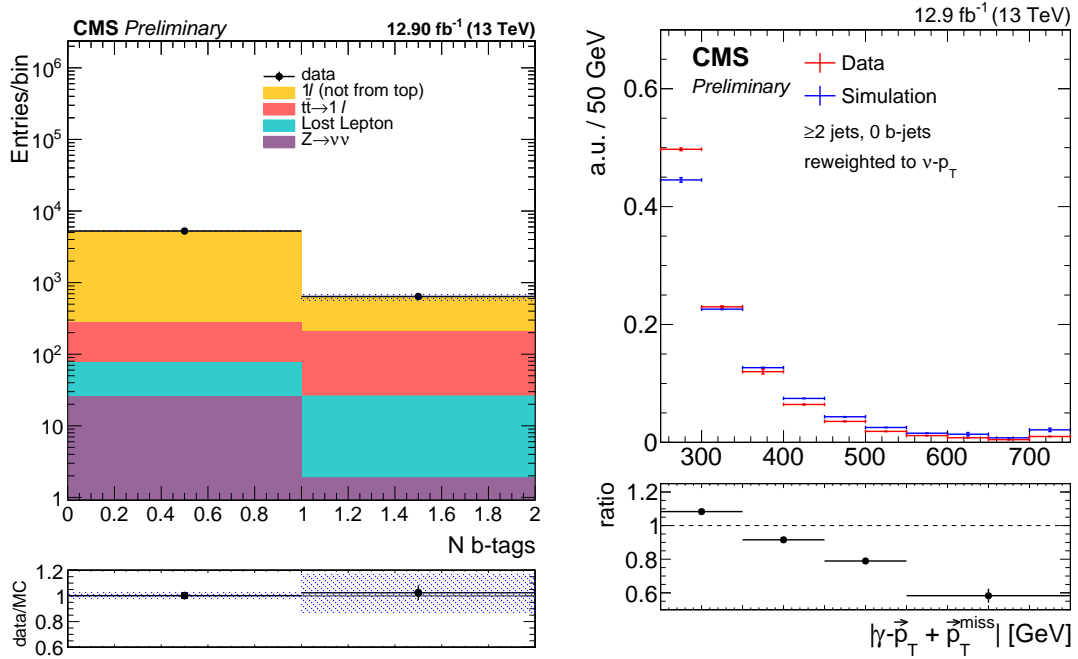 CMS Preliminary 12.90 fb⁻¹ (13 TeV)
Entries/bin
data
1l (not from top)
tt̄→1 l
Lost Lepton
Z→νν
10⁶
10⁵
10⁴
10³
10²
10
1
0 0.2 0.4 0.6 0.8 1 1.2 1.4 1.6 1.8 2
N b-tags
data/MC
1.2
1.0
0.8
0.6
12.9 fb⁻¹ (13 TeV)
CMS
Preliminary
Data
Simulation
≥2 jets, 0 b-jets
reweighted to ν-p_T
a.u. / 50 GeV
0.6
0.4
0.2
0
300 400 500 600 700
ratio
1.2
1
0.8
0.6
|γ-p⃗_T + p⃗_T^miss| [GeV]